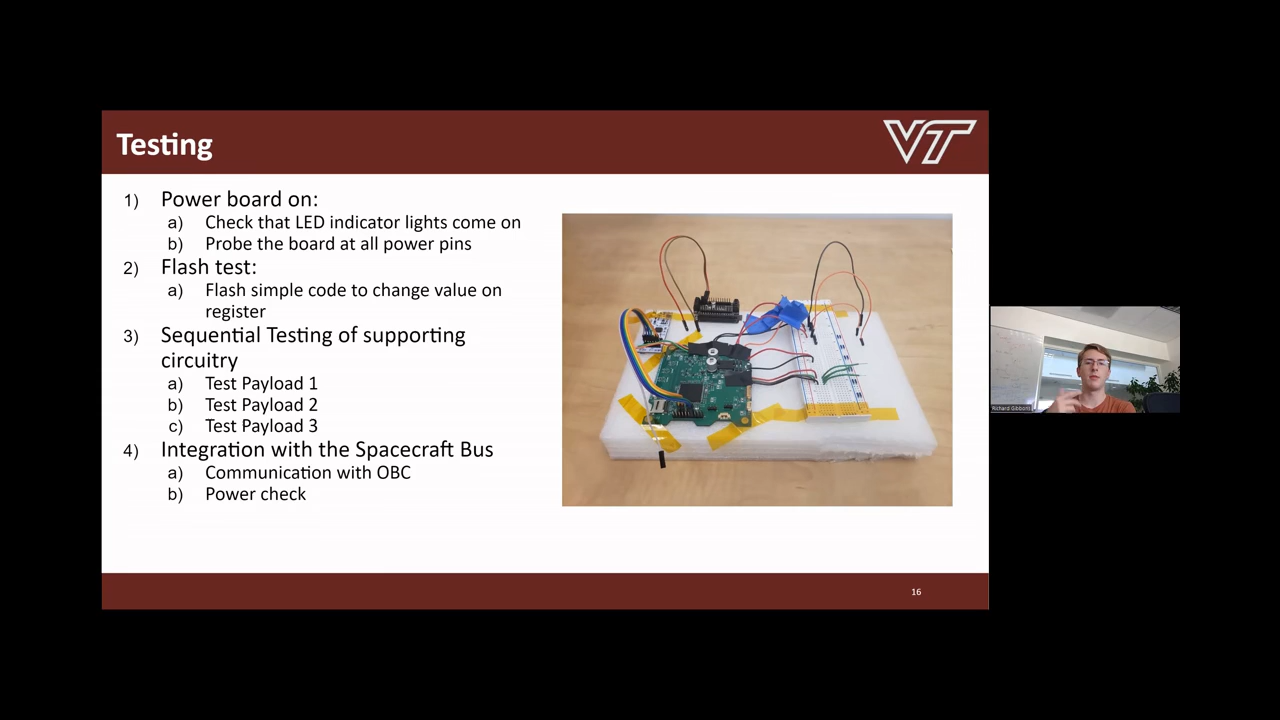 Testing
VT
1) Power board on:
a) Check that LED indicator lights come on
b) Probe the board at all power pins
2) Flash test:
a) Flash simple code to change value on
register
3) Sequential Testing of supporting
circuitry
a) Test Payload 1
b) Test Payload 2
c) Test Payload 3
4) Integration with the Spacecraft Bus
a) Communication with OBC
b) Power check
Richard Gibbons
16